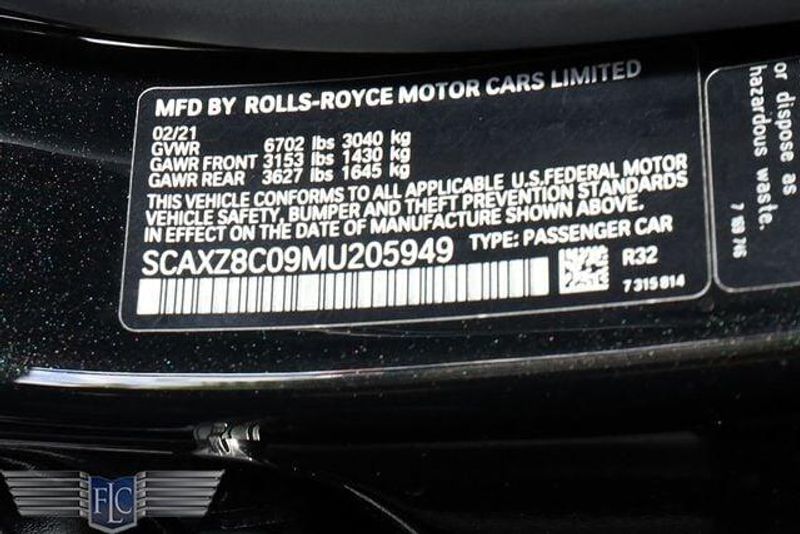 MFD BY ROLLS-ROYCE MOTOR CARS LIMITED
02/21
GVWR 6702 lbs 3040 kg
GAWR FRONT 3153 lbs 1430 kg
GAWR REAR 3627 lbs 1645 kg
THIS VEHICLE CONFORMS TO ALL APPLICABLE U.S.FEDERAL MOTOR
VEHICLE SAFETY, BUMPER AND THEFT PREVENTION STANDARDS
IN EFFECT ON THE DATE OF MANUFACTURE SHOWN ABOVE.
SCAXZ8C09MU205949 TYPE: PASSENGER CAR
R32
7 315 814
or dispose as
hazardous waste.
FLC